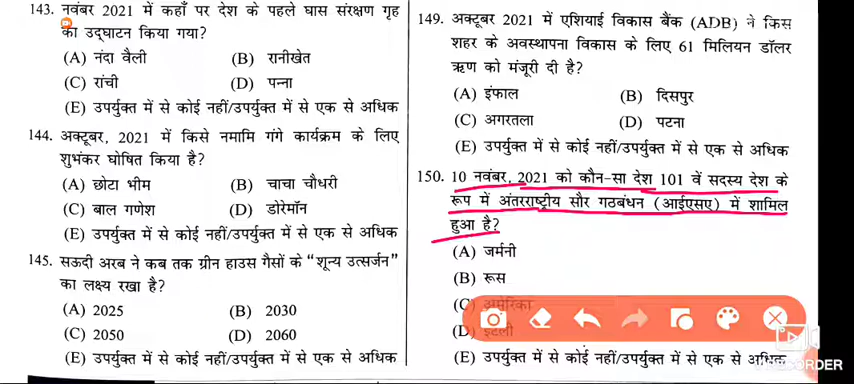 143. नवंबर 2021 में कहाँ पर देश के पहले घास संरक्षण गृह
का उद्घाटन किया गया?
(A) नंदा वैली (B) रानीखेत
(C) रांची (D) पन्ना
(E) उपर्युक्त में से कोई नहीं/उपर्युक्त में से एक से अधिक
144. अक्टूबर, 2021 में किसे नमामि गंगे कार्यक्रम के लिए
शुभंकर घोषित किया है?
(A) छोटा भीम (B) चाचा चौधरी
(C) बाल गणेश (D) डोरेमॉन
(E) उपर्युक्त में से कोई नहीं/उपर्युक्त में से एक से अधिक
145. सऊदी अरब ने कब तक ग्रीन हाउस गैसों के "शून्य उत्सर्जन"
का लक्ष्य रखा है?
(A) 2025 (B) 2030
(C) 2050 (D) 2060
(E) उपर्युक्त में से कोई नहीं/उपर्युक्त में से एक से अधिक
149. अक्टूबर 2021 में एशियाई विकास बैंक (ADB) ने किस
शहर के अवस्थापना विकास के लिए 61 मिलियन डॉलर
ऋण को मंजूरी दी है?
(A) इंफाल (B) दिसपुर
(C) अगरतला (D) पटना
(E) उपर्युक्त में से कोई नहीं/उपर्युक्त में से एक से अधिक
150. 10 नवंबर, 2021 को कौन-सा देश 101 वें सदस्य देश के
रूप में अंतरराष्ट्रीय सौर गठबंधन (आईएसए) में शामिल
हुआ है?
(A) जर्मनी
(B) रूस
(C) अमेरिका
(D) इटली
(E) उपर्युक्त में से कोई नहीं/उपर्युक्त में से एक से अधिक